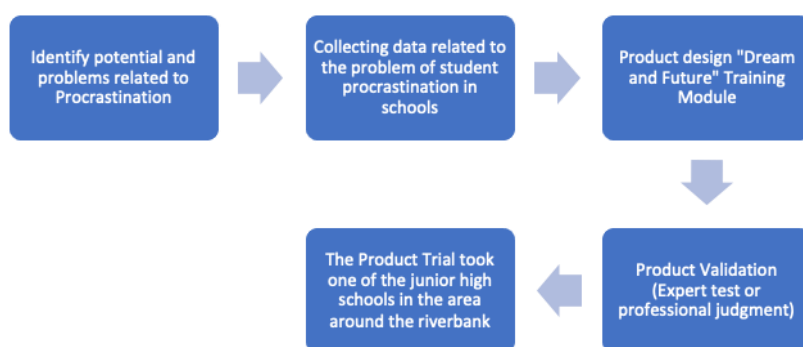 Identify potential and
problems related to
Procrastination
Collecting data related to
the problem of student
procrastination in
schools
Product design "Dream
and Future" Training
Module
Product Validation
(Expert test or
professional judgment)
The Product Trial took
one of the junior high
schools in the area
around the riverbank